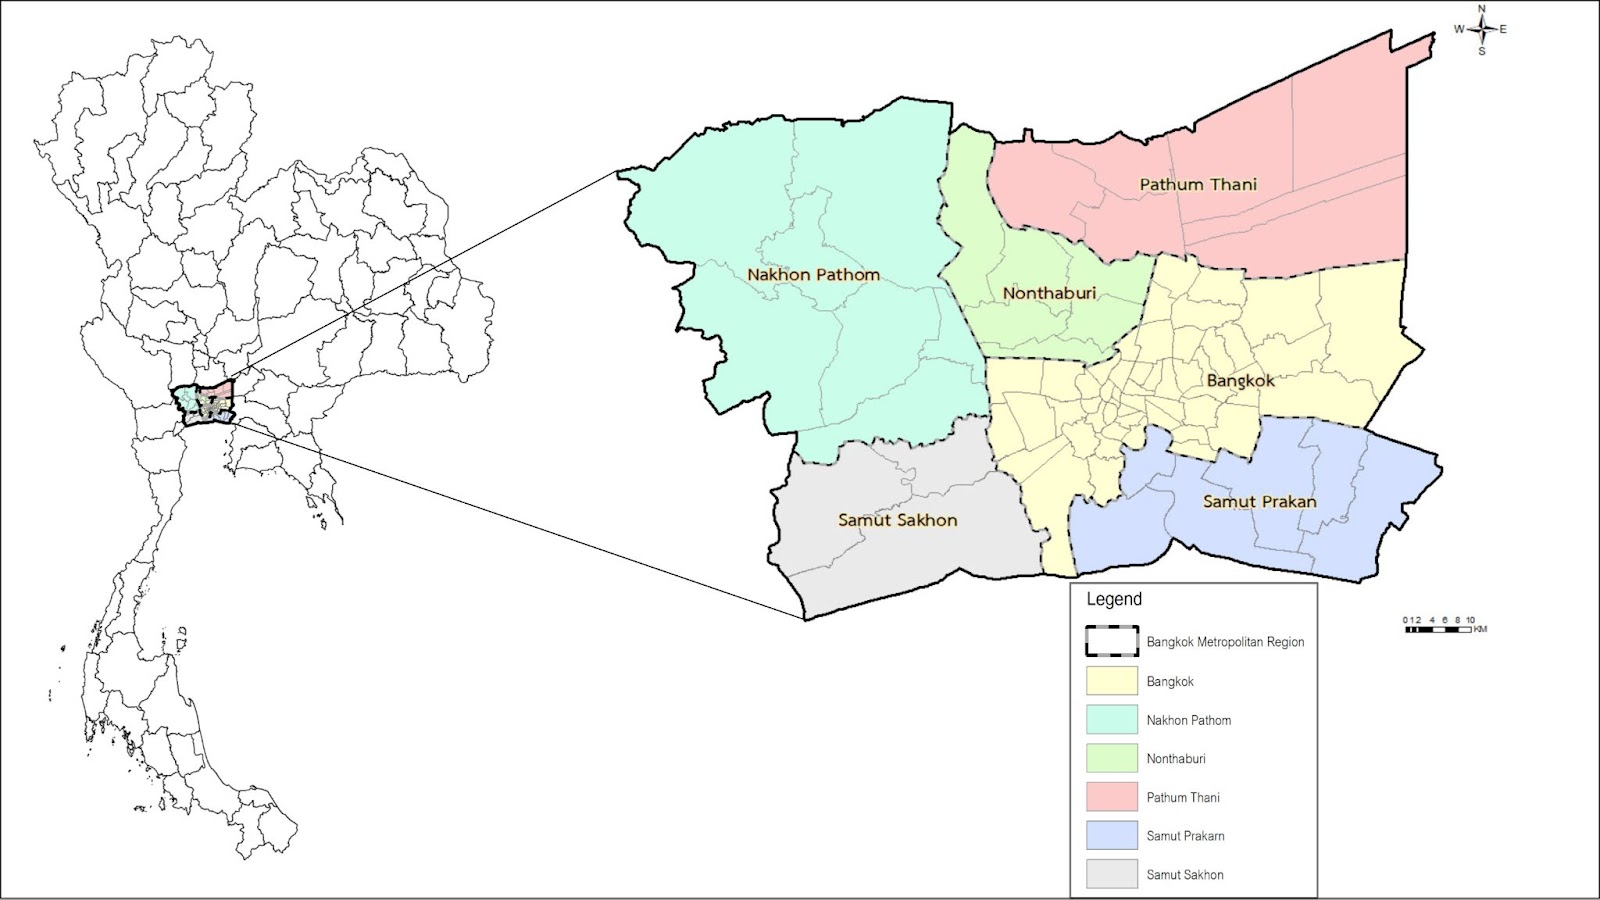 N
W E
S
Pathum Thani
Nakhon Pathom
Nonthaburi
Bangkok
Samut Prakan
Samut Sakhon
Legend
Bangkok Metropolitan Region
Bangkok
Nakhon Pathom
Nonthaburi
Pathum Thani
Samut Prakarn
Samut Sakhon
0 1 2 4 6 8 10
KM